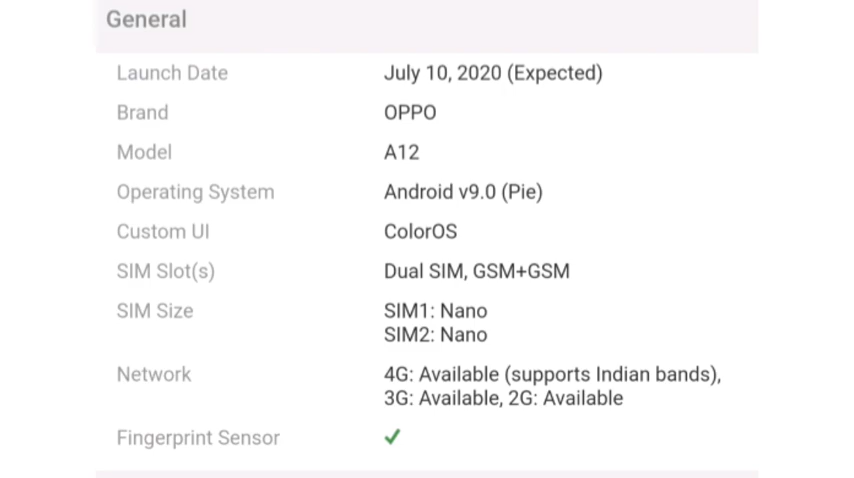 General
Launch Date July 10, 2020 (Expected)
Brand OPPO
Model A12
Operating System Android v9.0 (Pie)
Custom UI ColorOS
SIM Slot(s) Dual SIM, GSM+GSM
SIM Size SIM1: Nano
SIM2: Nano
Network 4G: Available (supports Indian bands),
3G: Available, 2G: Available
Fingerprint Sensor ✓